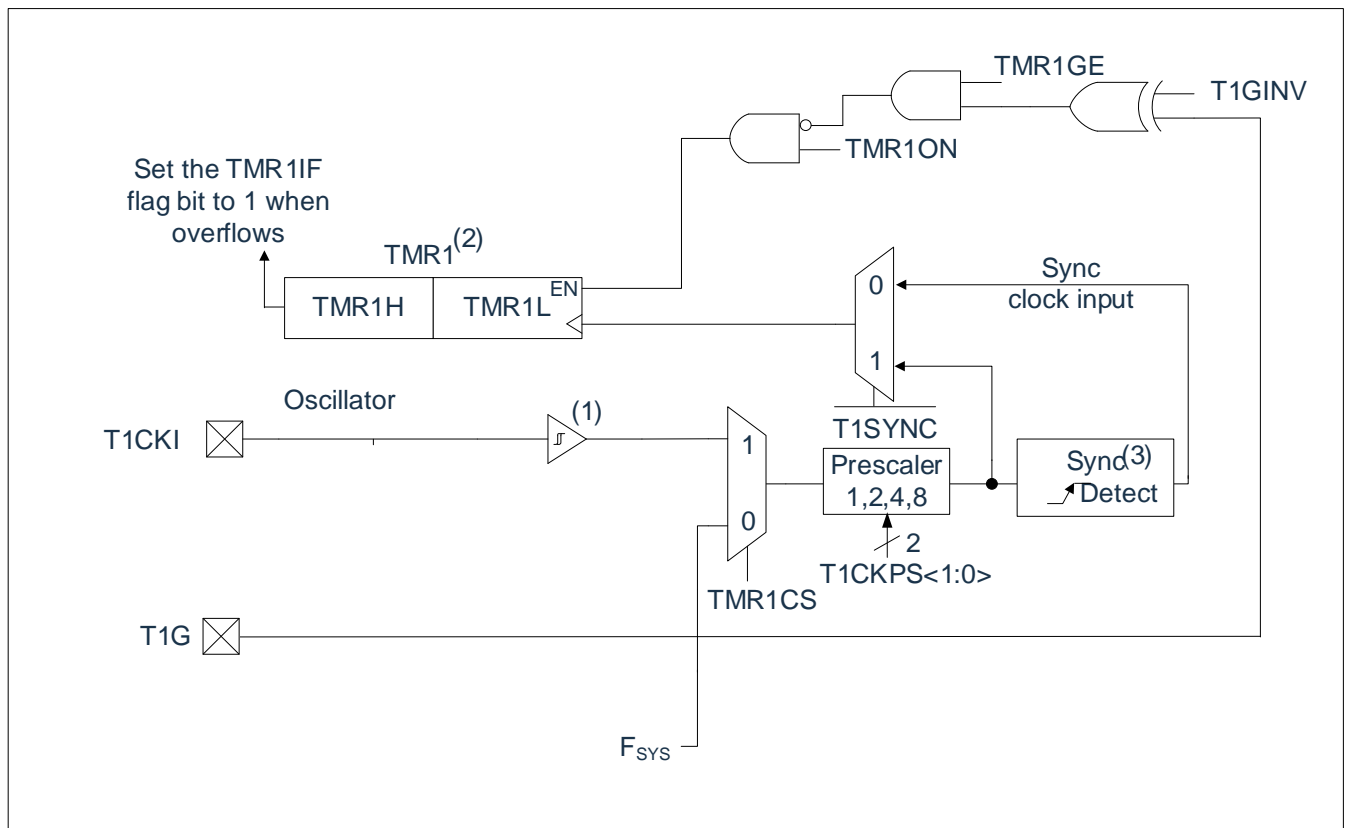 TMR1GE
T1GINV
TMR1ON
Set the TMR1IF
flag bit to 1 when
overflows
TMR1(2)
EN
TMR1H
TMR1L
0
Sync
clock input
1
Oscillator
(1)
T1CKI
T1SYNC
1
Prescaler
1,2,4,8
Sync(3)
Detect
0
2
T1CKPS<1:0>
TMR1CS
T1G
FSYS